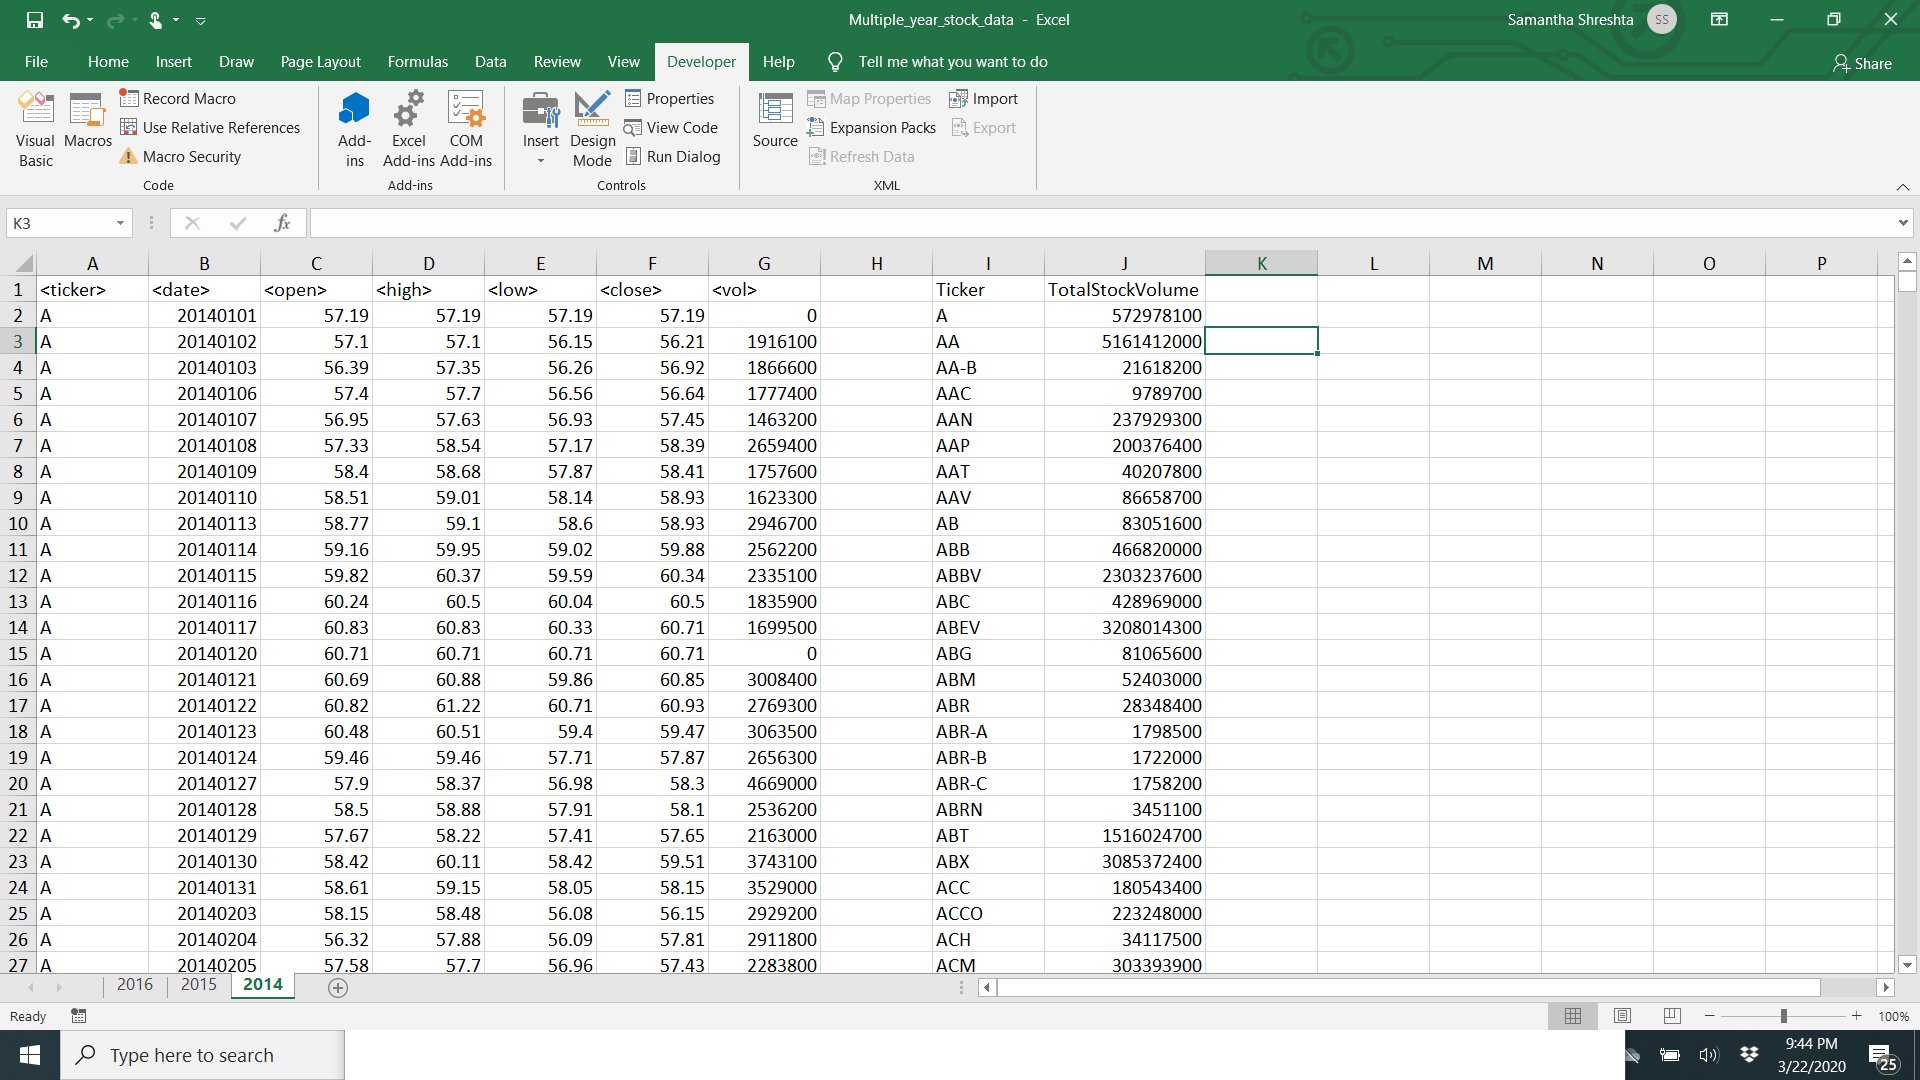 Multiple_year_stock_data - Excel
Samantha Shreshta SS
File Home Insert Draw Page Layout Formulas Data Review View Developer Help Tell me what you want to do Share
Visual Basic
Macros
Record Macro
Use Relative References
Macro Security
Code
Add-ins
Excel Add-ins
COM Add-ins
Add-ins
Insert
Design Mode
Properties
View Code
Run Dialog
Controls
Source
Map Properties
Expansion Packs
Refresh Data
Import
Export
XML
K3 fx
A B C D E F G H I J K L M N O P
1 <ticker> <date> <open> <high> <low> <close> <vol> Ticker TotalStockVolume
2 A 20140101 57.19 57.19 57.19 57.19 0 A 572978100
3 A 20140102 57.1 57.1 56.15 56.21 1916100 AA 5161412000
4 A 20140103 56.39 57.35 56.26 56.92 1866600 AA-B 21618200
5 A 20140106 57.4 57.7 56.56 56.64 1777400 AAC 9789700
6 A 20140107 56.95 57.63 56.93 57.45 1463200 AAN 237929300
7 A 20140108 57.33 58.54 57.17 58.39 2659400 AAP 200376400
8 A 20140109 58.4 58.68 57.87 58.41 1757600 AAT 40207800
9 A 20140110 58.51 59.01 58.14 58.93 1623300 AAV 86658700
10 A 20140113 58.77 59.1 58.6 58.93 2946700 AB 83051600
11 A 20140114 59.16 59.95 59.02 59.88 2562200 ABB 466820000
12 A 20140115 59.82 60.37 59.59 60.34 2335100 ABBV 2303237600
13 A 20140116 60.24 60.5 60.04 60.5 1835900 ABC 428969000
14 A 20140117 60.83 60.83 60.33 60.71 1699500 ABEV 3208014300
15 A 20140120 60.71 60.71 60.71 60.71 0 ABG 81065600
16 A 20140121 60.69 60.88 59.86 60.85 3008400 ABM 52403000
17 A 20140122 60.82 61.22 60.71 60.93 2769300 ABR 28348400
18 A 20140123 60.48 60.51 59.4 59.47 3063500 ABR-A 1798500
19 A 20140124 59.46 59.46 57.71 57.87 2656300 ABR-B 1722000
20 A 20140127 57.9 58.37 56.98 58.3 4669000 ABR-C 1758200
21 A 20140128 58.5 58.88 57.91 58.1 2536200 ABRN 3451100
22 A 20140129 57.67 58.22 57.41 57.65 2163000 ABT 1516024700
23 A 20140130 58.42 60.11 58.42 59.51 3743100 ABX 3085372400
24 A 20140131 58.61 59.15 58.05 58.15 3529000 ACC 180543400
25 A 20140203 58.15 58.48 56.08 56.15 2929200 ACCO 223248000
26 A 20140204 56.32 57.88 56.09 57.81 2911800 ACH 34117500
27 A 20140205 57.58 57.7 56.96 57.43 2283800 ACM 303393900
2016 2015 2014
Ready 100%
Type here to search
9:44 PM
3/22/2020
25